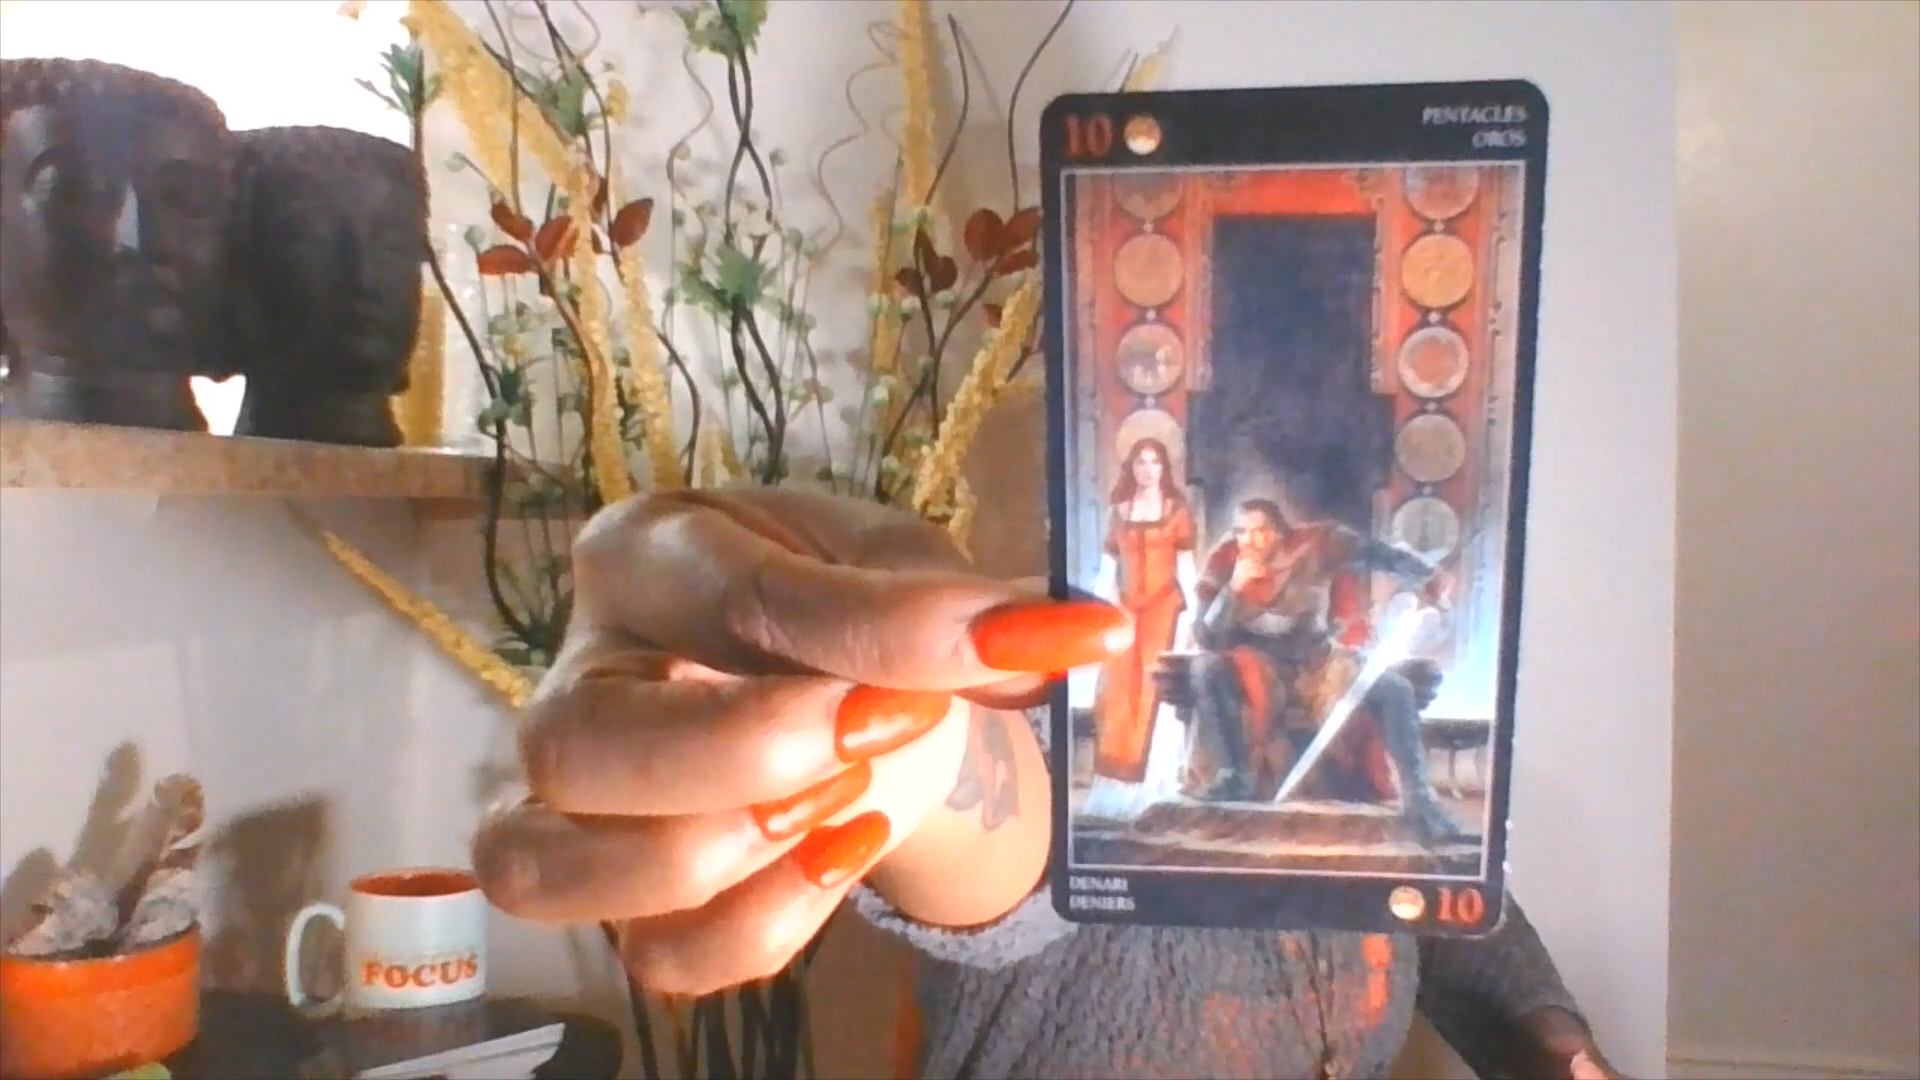 10
PENTACLES
OROS
DENARI
DENIERS
10
FOCUS